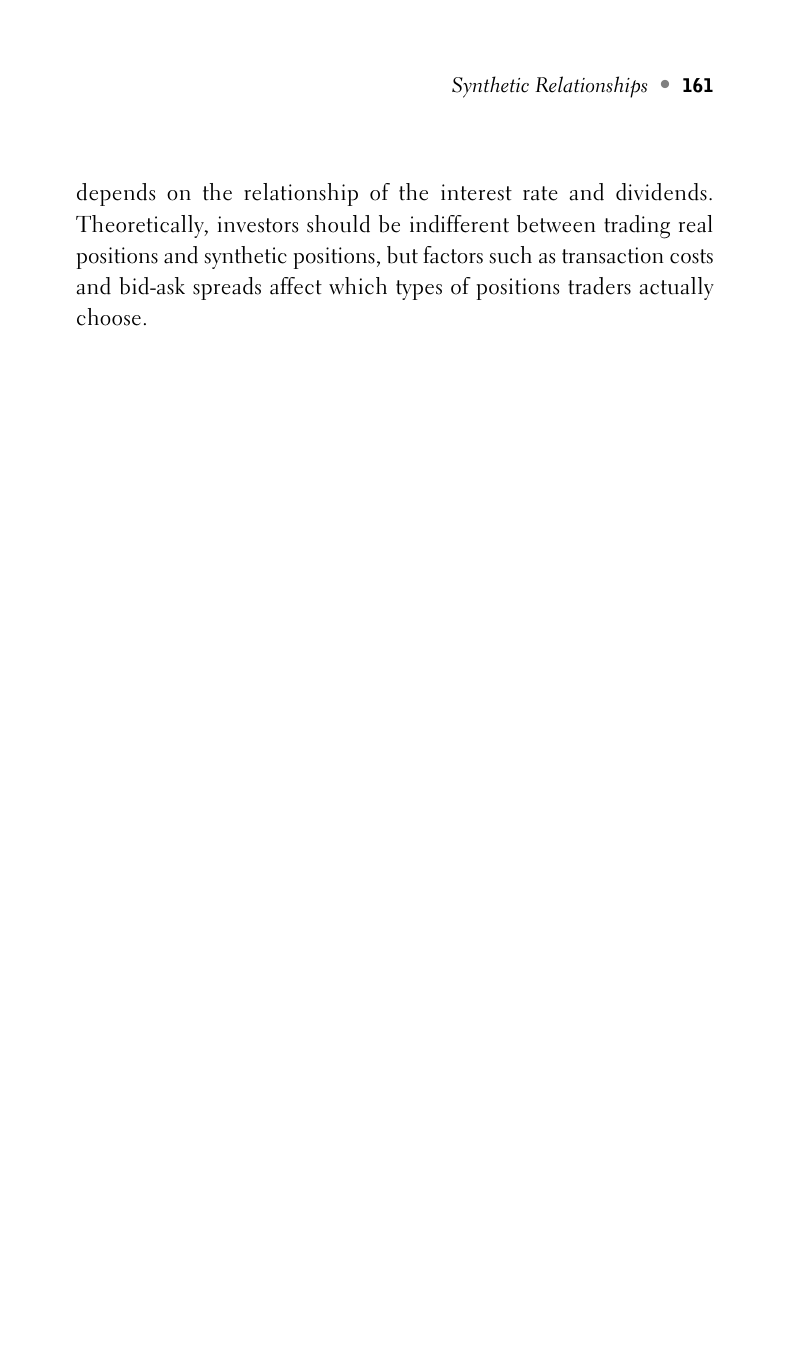 Synthetic Relationships • 161
depends on the relationship of the interest rate and dividends.
Theoretically, investors should be indifferent between trading real
positions and synthetic positions, but factors such as transaction costs
and bid-ask spreads affect which types of positions traders actually
choose.